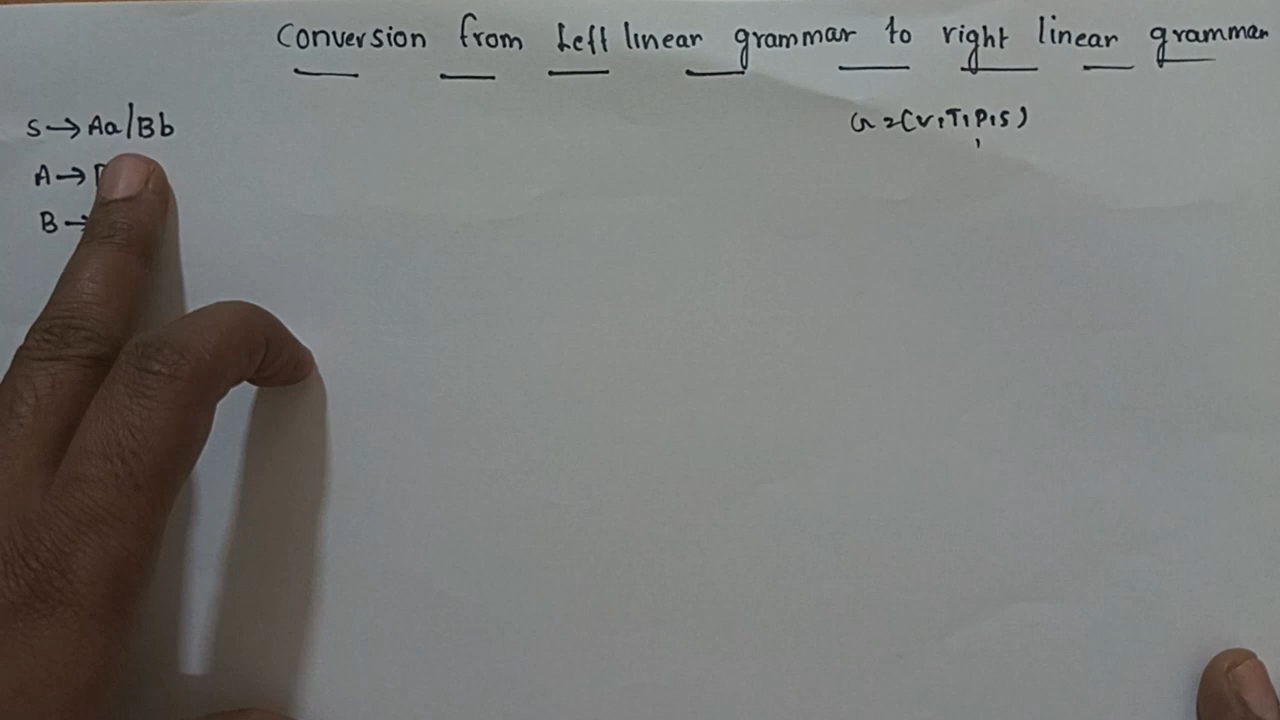 Conversion from Left linear grammar to right linear grammar
S→Aa/Bb
G=(V,T,P,S)
A→
B→